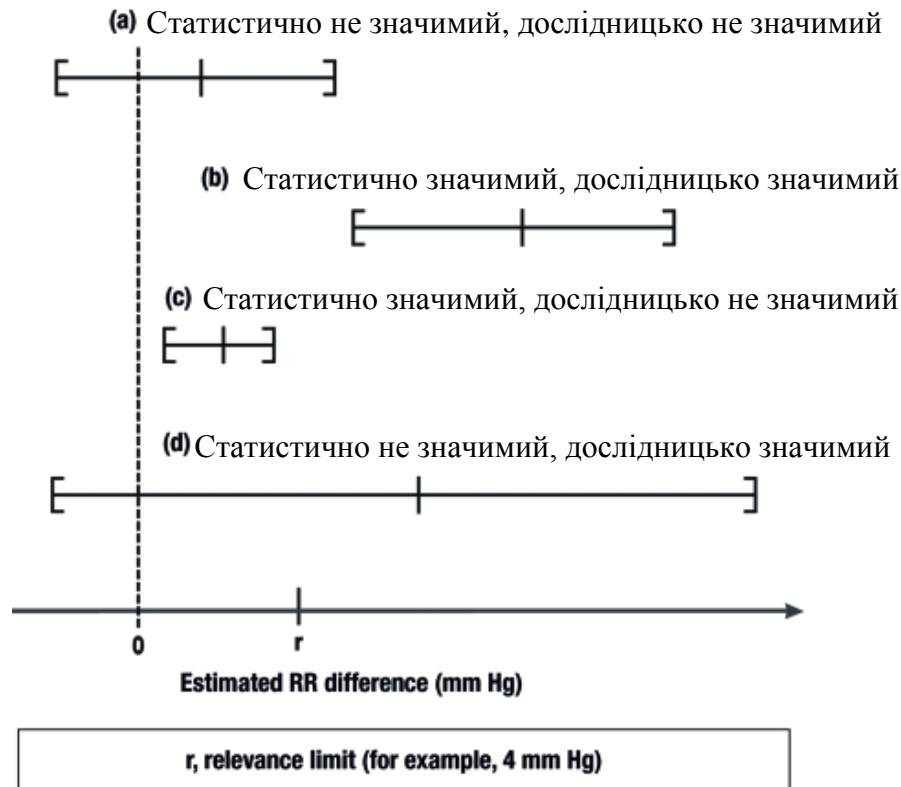 (a) Статистично не значимий, дослідницько не значимий
(b) Статистично значимий, дослідницько значимий
(c) Статистично значимий, дослідницько не значимий
(d) Статистично не значимий, дослідницько значимий
0 r
Estimated RR difference (mm Hg)
r, relevance limit (for example, 4 mm Hg)